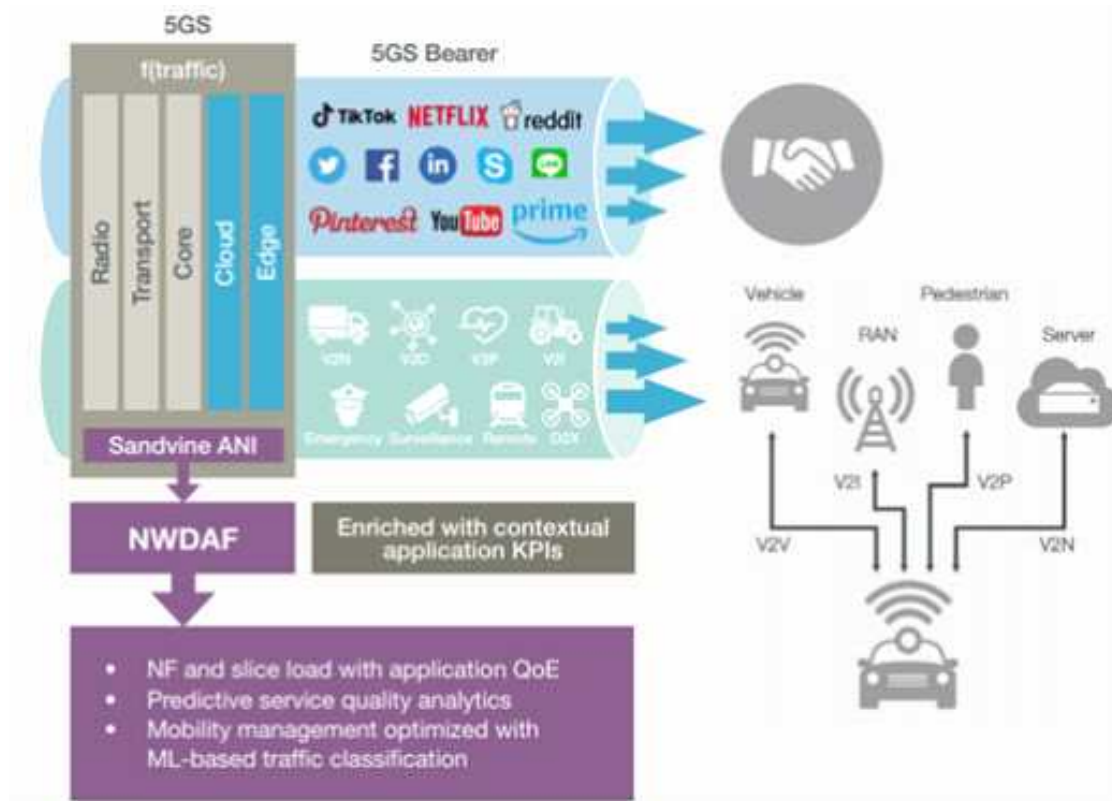 5GS
5GS Bearer
f(traffic)
Radio
Transport
Core
Cloud
Edge
TikTok NETFLIX reddit
in S LINE
Pinterest YouTube prime
V2N V2C V2P V2I
Emergency Surveillance Remote D2X
Sandvine ANI
NWDAF
Enriched with contextual
application KPIs
• NF and slice load with application QoE
• Predictive service quality analytics
• Mobility management optimized with
ML-based traffic classification
Vehicle
Pedestrian
RAN
Server
V2I
V2P
V2V
V2N